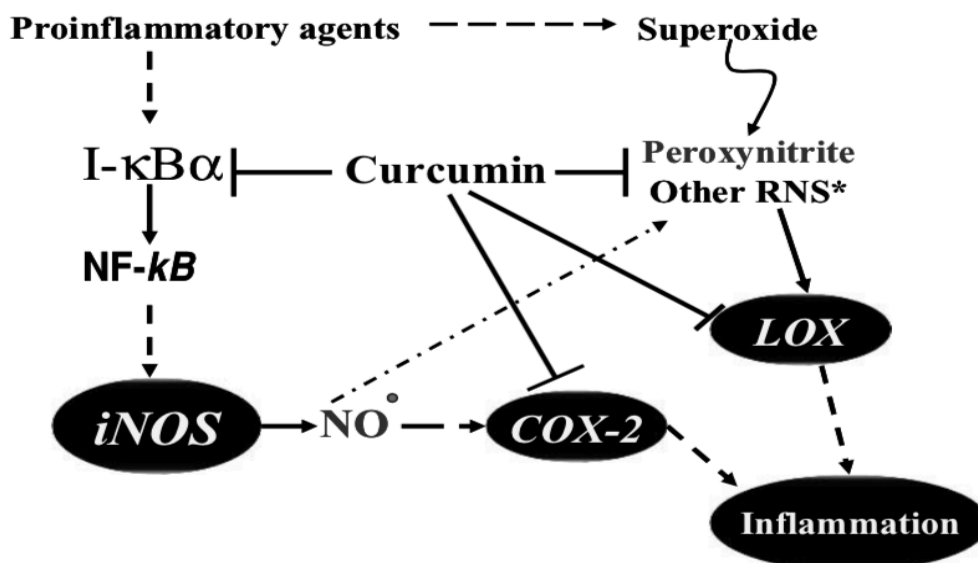 Proinflammatory agents
Superoxide
I-κBα
Curcumin
Peroxynitrite
Other RNS*
NF-kB
LOX
iNOS
NO•
COX-2
Inflammation